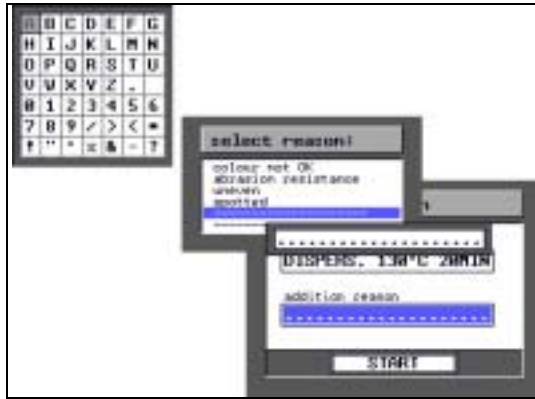 A B C D E F G
H I J K L M N
O P Q R S T U
V W X Y Z .
0 1 2 3 4 5 6
7 8 9 / > <
! " & - ?
select reason:
colour not OK
abrasion resistance
uneven
spotted
DISPERS. 130°C 20MIN
addition reason
START